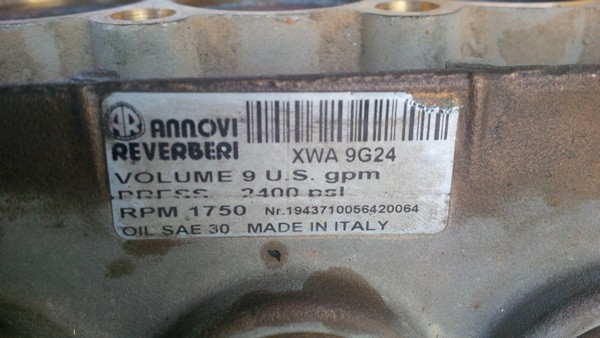 AR ANNOVI
REVERBERI
XWA 9G24
VOLUME 9 U.S. gpm
PRESS. 2400 psi
RPM 1750 Nr.1943710056420064
OIL SAE 30 MADE IN ITALY